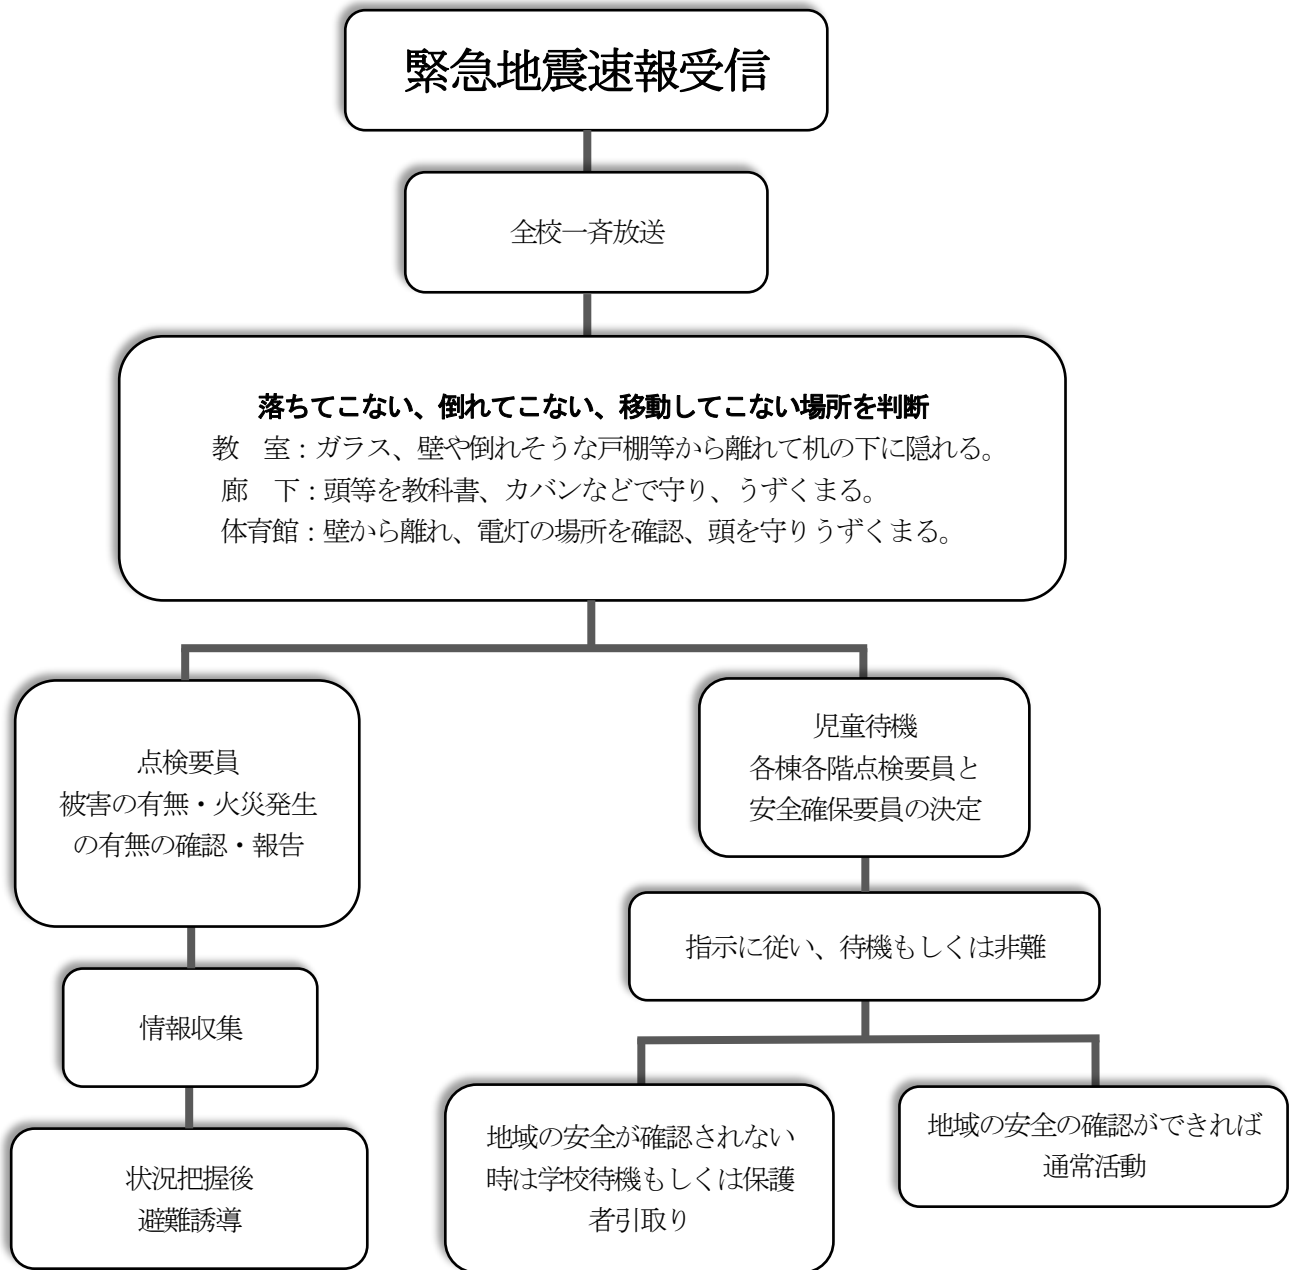 緊急地震速報受信
全校一斉放送
落ちてこない、倒れてこない、移動してこない場所を判断
教　室：ガラス、壁や倒れそうな戸棚等から離れて机の下に隠れる。
廊　下：頭等を教科書、カバンなどで守り、うずくまる。
体育館：壁から離れ、電灯の場所を確認、頭を守りうずくまる。
点検要員
被害の有無・火災発生
の有無の確認・報告
情報収集
状況把握後
避難誘導
児童待機
各棟各階点検要員と
安全確保要員の決定
指示に従い、待機もしくは非難
地域の安全が確認されない
時は学校待機もしくは保護
者引取り
地域の安全の確認ができれば
通常活動